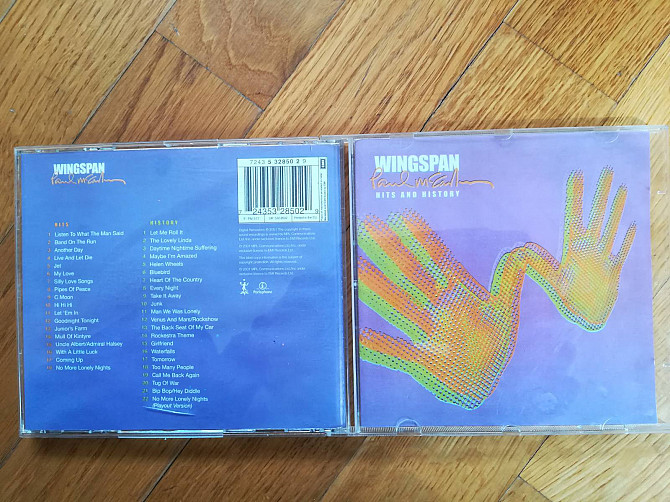 WINGSPAN
Paul McCartney
HITS
1 Listen To What The Man Said
2 Band On The Run
3 Another Day
4 Live And Let Die
5 Jet
6 My Love
7 Silly Love Songs
8 Pipes Of Peace
9 C Moon
10 Hi Hi Hi
11 Let 'Em In
12 Goodnight Tonight
13 Junior's Farm
14 Mull Of Kintyre
15 Uncle Albert/Admiral Halsey
16 With A Little Luck
17 Coming Up
18 No More Lonely Nights
HISTORY
1 Let Me Roll It
2 The Lovely Linda
3 Daytime Nightime Suffering
4 Maybe I'm Amazed
5 Helen Wheels
6 Bluebird
7 Heart Of The Country
8 Every Night
9 Take It Away
10 Junk
11 Man We Was Lonely
12 Venus And Mars/Rockshow
13 The Back Seat Of My Car
14 Rockestra Theme
15 Girlfriend
16 Waterfalls
17 Tomorrow
18 Too Many People
19 Call Me Back Again
20 Tug Of War
21 Bip Bop/Hey Diddle
22 No More Lonely Nights
(Playout Version)
7243 5 32850 2 9
7 24353 28502 9
Parlophone
WINGSPAN
Paul McCartney
HITS AND HISTORY